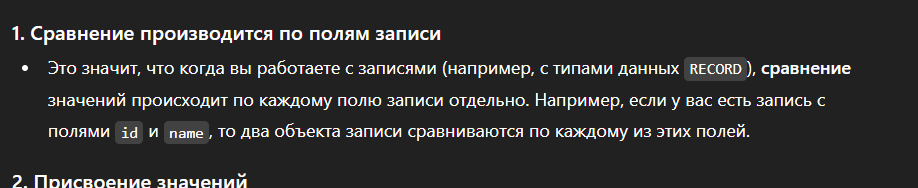 1. Сравнение производится по полям записи
• Это значит, что когда вы работаете с записями (например, с типами данных RECORD), сравнение
значений происходит по каждому полю записи отдельно. Например, если у вас есть запись с
полями id и name, то два объекта записи сравниваются по каждому из этих полей.
2. Присвоение значений